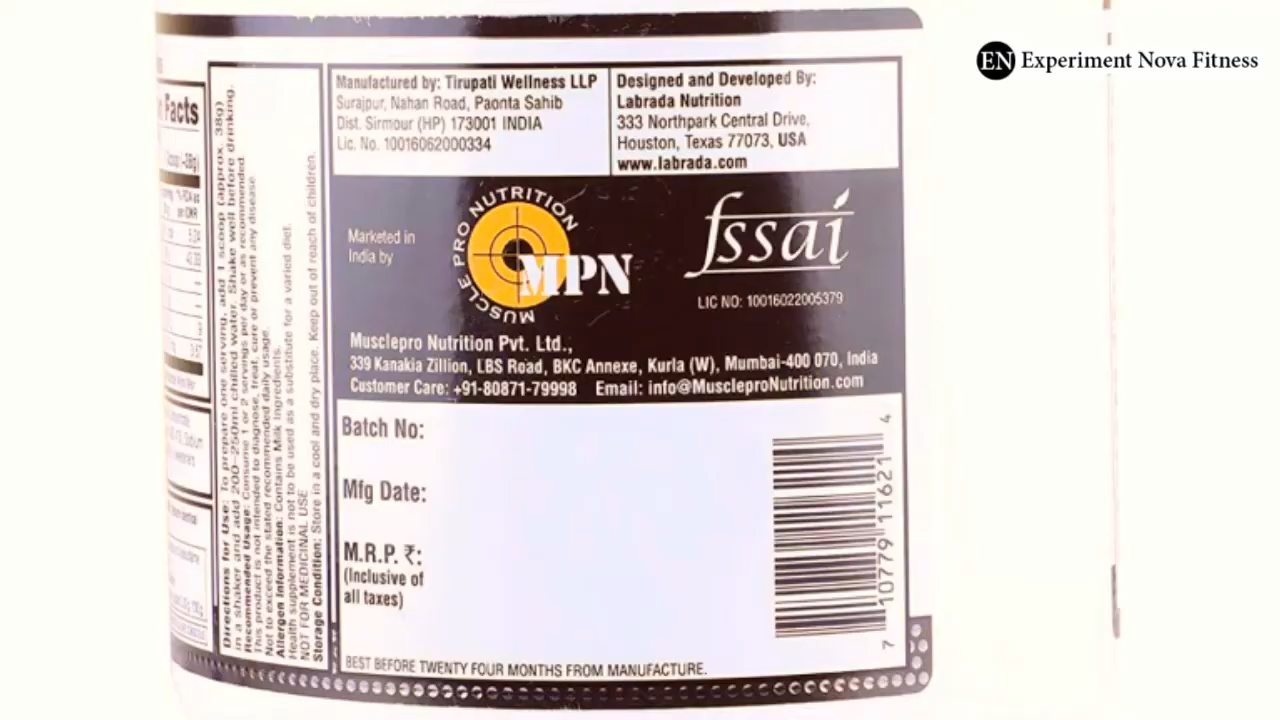 EN Experiment Nova Fitness
Facts
Directions for Use: To prepare one serving, add 1 scoop (approx. 38g)
in a shaker and add 200-250ml chilled water. Shake well before drinking.
Recommended Usage: Consume 1 or 2 servings per day or as recommended.
This product is not intended to diagnose, treat, cure or prevent any disease.
Not to exceed the stated recommended daily usage.
Allergen Information: Contains Milk Ingredients.
Health supplement is not to be used as a substitute for a varied diet.
NOT FOR MEDICINAL USE
Storage Condition: Store in a cool and dry place. Keep out of reach of children.
Manufactured by: Tirupati Wellness LLP
Surajpur, Nahan Road, Paonta Sahib
Dist. Sirmour (HP) 173001 INDIA
Lic. No. 10016062000334
Designed and Developed By:
Labrada Nutrition
333 Northpark Central Drive,
Houston, Texas 77073, USA
www.labrada.com
Marketed in
India by
MUSCLE PRO NUTRITION
MPN
fssai
LIC NO: 10016022005379
Musclepro Nutrition Pvt. Ltd.,
339 Kanakia Zillion, LBS Road, BKC Annexe, Kurla (W), Mumbai-400 070, India
Customer Care: +91-80871-79998 Email: info@MuscleproNutrition.com
Batch No:
Mfg Date:
M.R.P. ₹:
(Inclusive of
all taxes)
7 10779 11621 4
BEST BEFORE TWENTY FOUR MONTHS FROM MANUFACTURE.